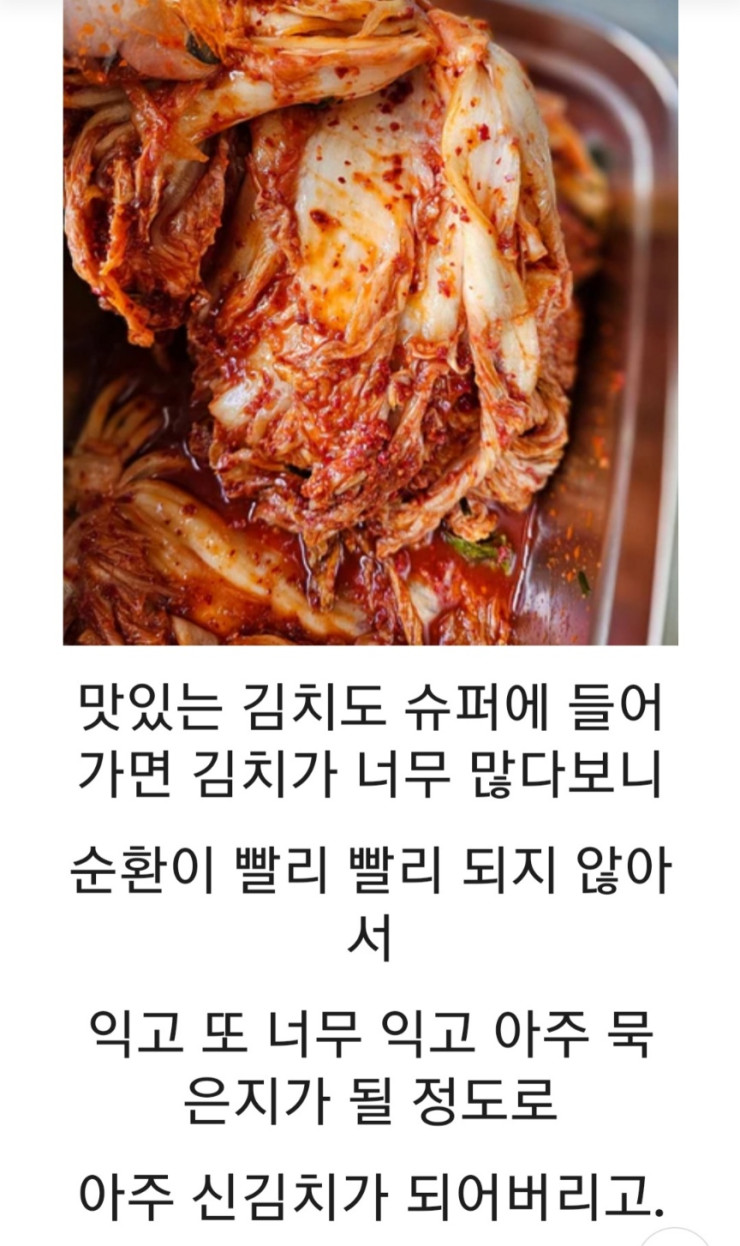 맛있는 김치도 슈퍼에 들어
가면 김치가 너무 많다보니
순환이 빨리 빨리 되지 않아
서
익고 또 너무 익고 아주 묵
은지가 될 정도로
아주 신김치가 되어버리고.